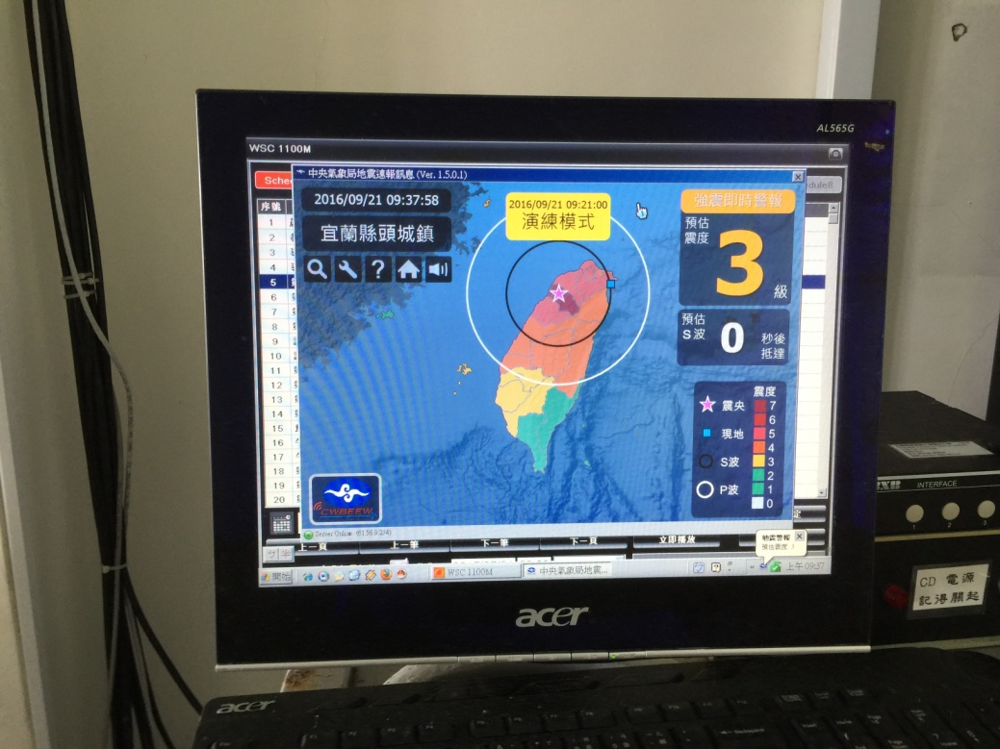 AL565G
WSC 1100M
中央氣象局地震速報訊息 (Ver. 1.5.0.1)
2016/09/21 09:37:58
宜蘭縣頭城鎮
2016/09/21 09:21:00
演練模式
強震即時警報
預估
震度
3
級
預估
S波
0
秒後
抵達
震度
震央
現地
S波
P波
7
6
5
4
3
2
1
0
CWBEEW
序號
1
2
3
4
5
6
7
8
9
10
11
12
13
14
15
16
17
18
19
20
Server Online
上一頁
上一筆
下一筆
下一頁
立即播放
地震警報
開始
WSC 1100M
中央氣象局地震...
上午 09:37
acer
acer
INTERFACE
1
2
3
CD 電源
記得關起